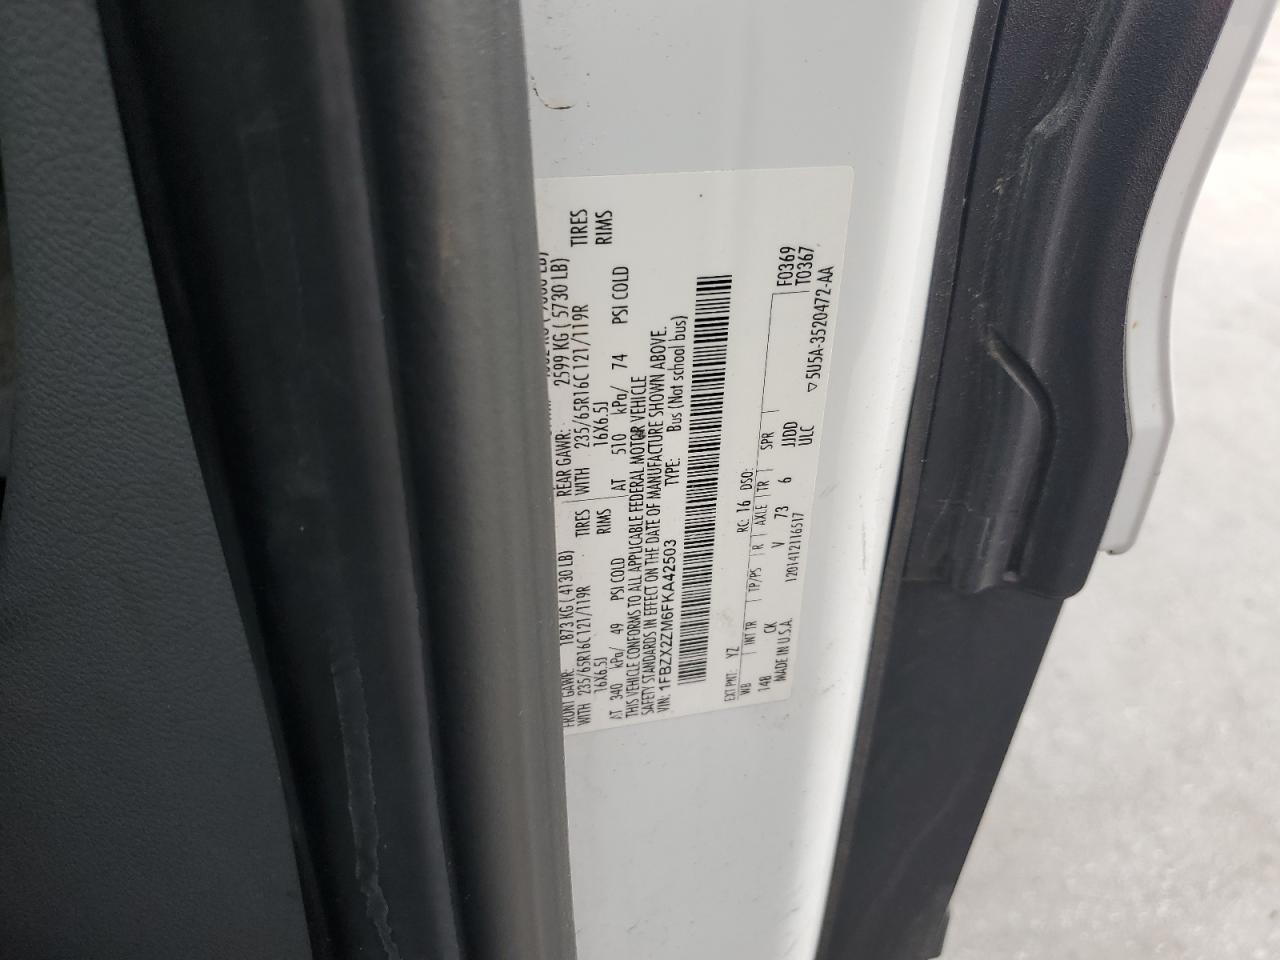 FRONT GAWR: 1873 KG ( 4130 LB) REAR GAWR: 2599 KG ( 5730 LB)
WITH 235/65R16C 121/119R TIRES WITH 235/65R16C 121/119R TIRES
16X6.5J RIMS 16X6.5J RIMS
AT 340 kPa/ 49 PSI COLD AT 510 kPa/ 74 PSI COLD
THIS VEHICLE CONFORMS TO ALL APPLICABLE FEDERAL MOTOR VEHICLE
SAFETY STANDARDS IN EFFECT ON THE DATE OF MANUFACTURE SHOWN ABOVE.
VIN: 1FBZX2ZM6FKA42503 TYPE: Bus (Not school bus)
EXT PNT: YZ RC: 16 DSO: F0369
WB INT TR TP/PS R AXLE TR SPR T0367
148 CK V 73 6 JJDD
MADE IN U.S.A. ULC ▽5U5A-3520472-AA
1201412116517